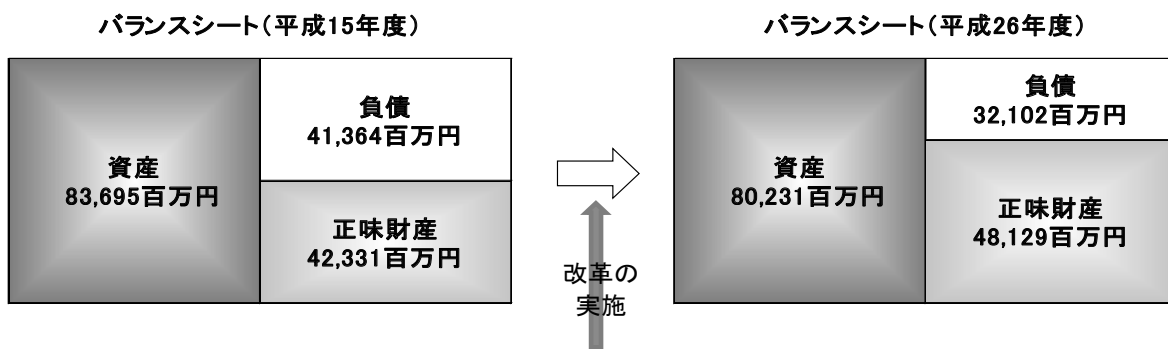 バランスシート（平成15年度）
資産
83,695百万円
負債
41,364百万円
正味財産
42,331百万円
改革の
実施
バランスシート（平成26年度）
資産
80,231百万円
負債
32,102百万円
正味財産
48,129百万円